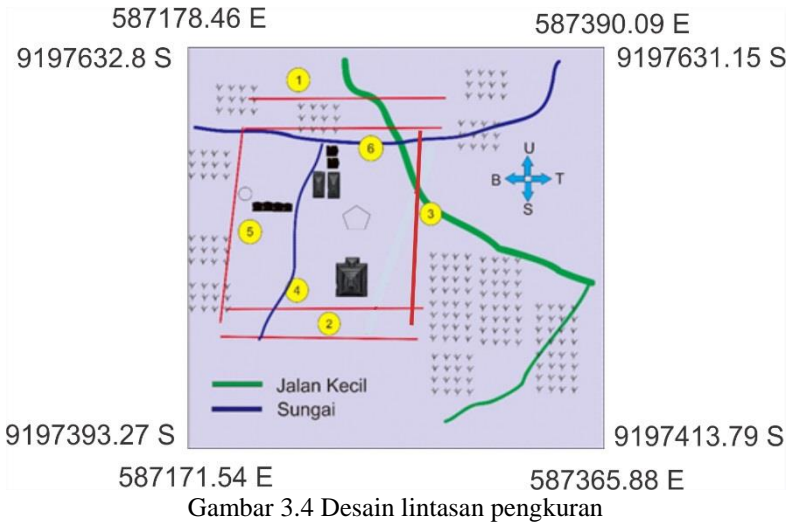 587178.46 E
587390.09 E
9197632.8 S
9197631.15 S
1
6
U
B
T
S
3
5
4
2
Jalan Kecil
Sungai
9197393.27 S
9197413.79 S
587171.54 E
587365.88 E
Gambar 3.4 Desain lintasan pengkuran